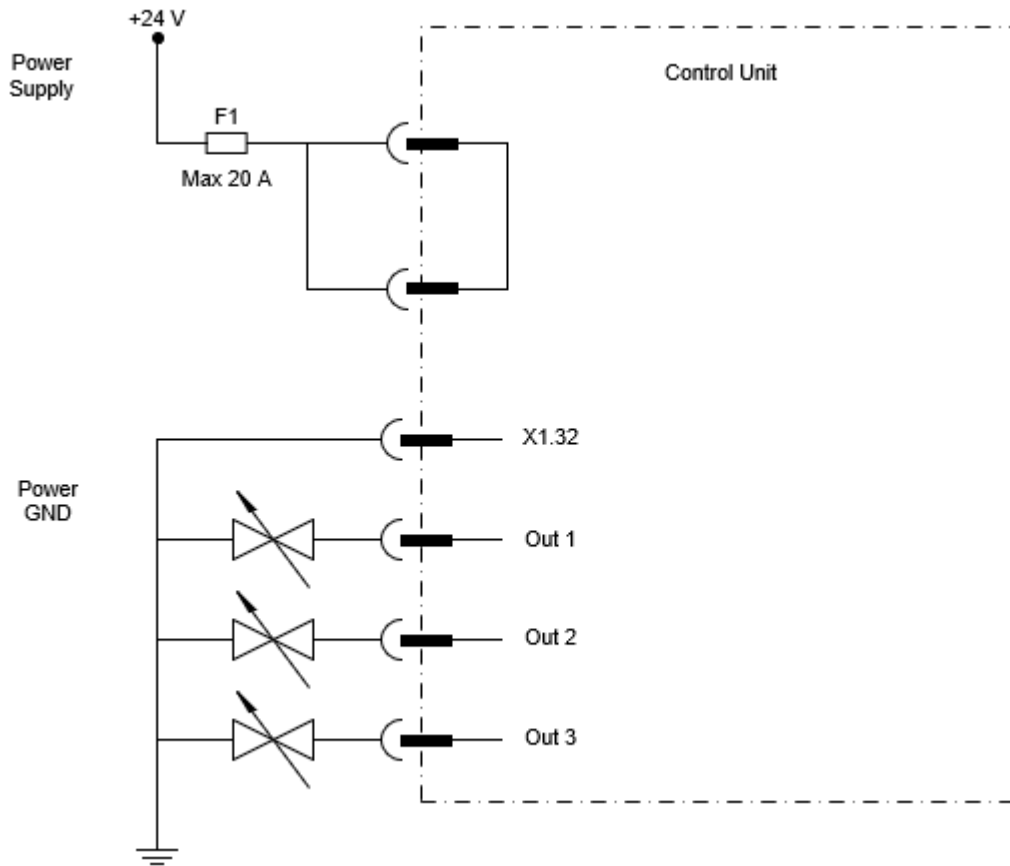 +24 V
Power
Supply
Control Unit
F1
Max 20 A
X1.32
Power
GND
Out 1
Out 2
Out 3